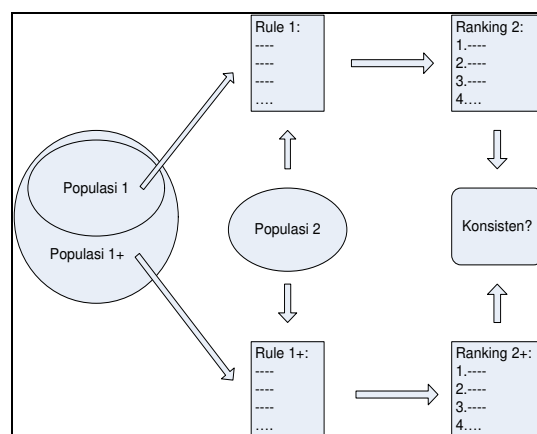 Rule 1:
----
----
----
....
Ranking 2:
1.----
2.----
3.----
4....
Populasi 1
Populasi 1+
Populasi 2
Konsisten?
Rule 1+:
----
----
----
....
Ranking 2+:
1.----
2.----
3.----
4....